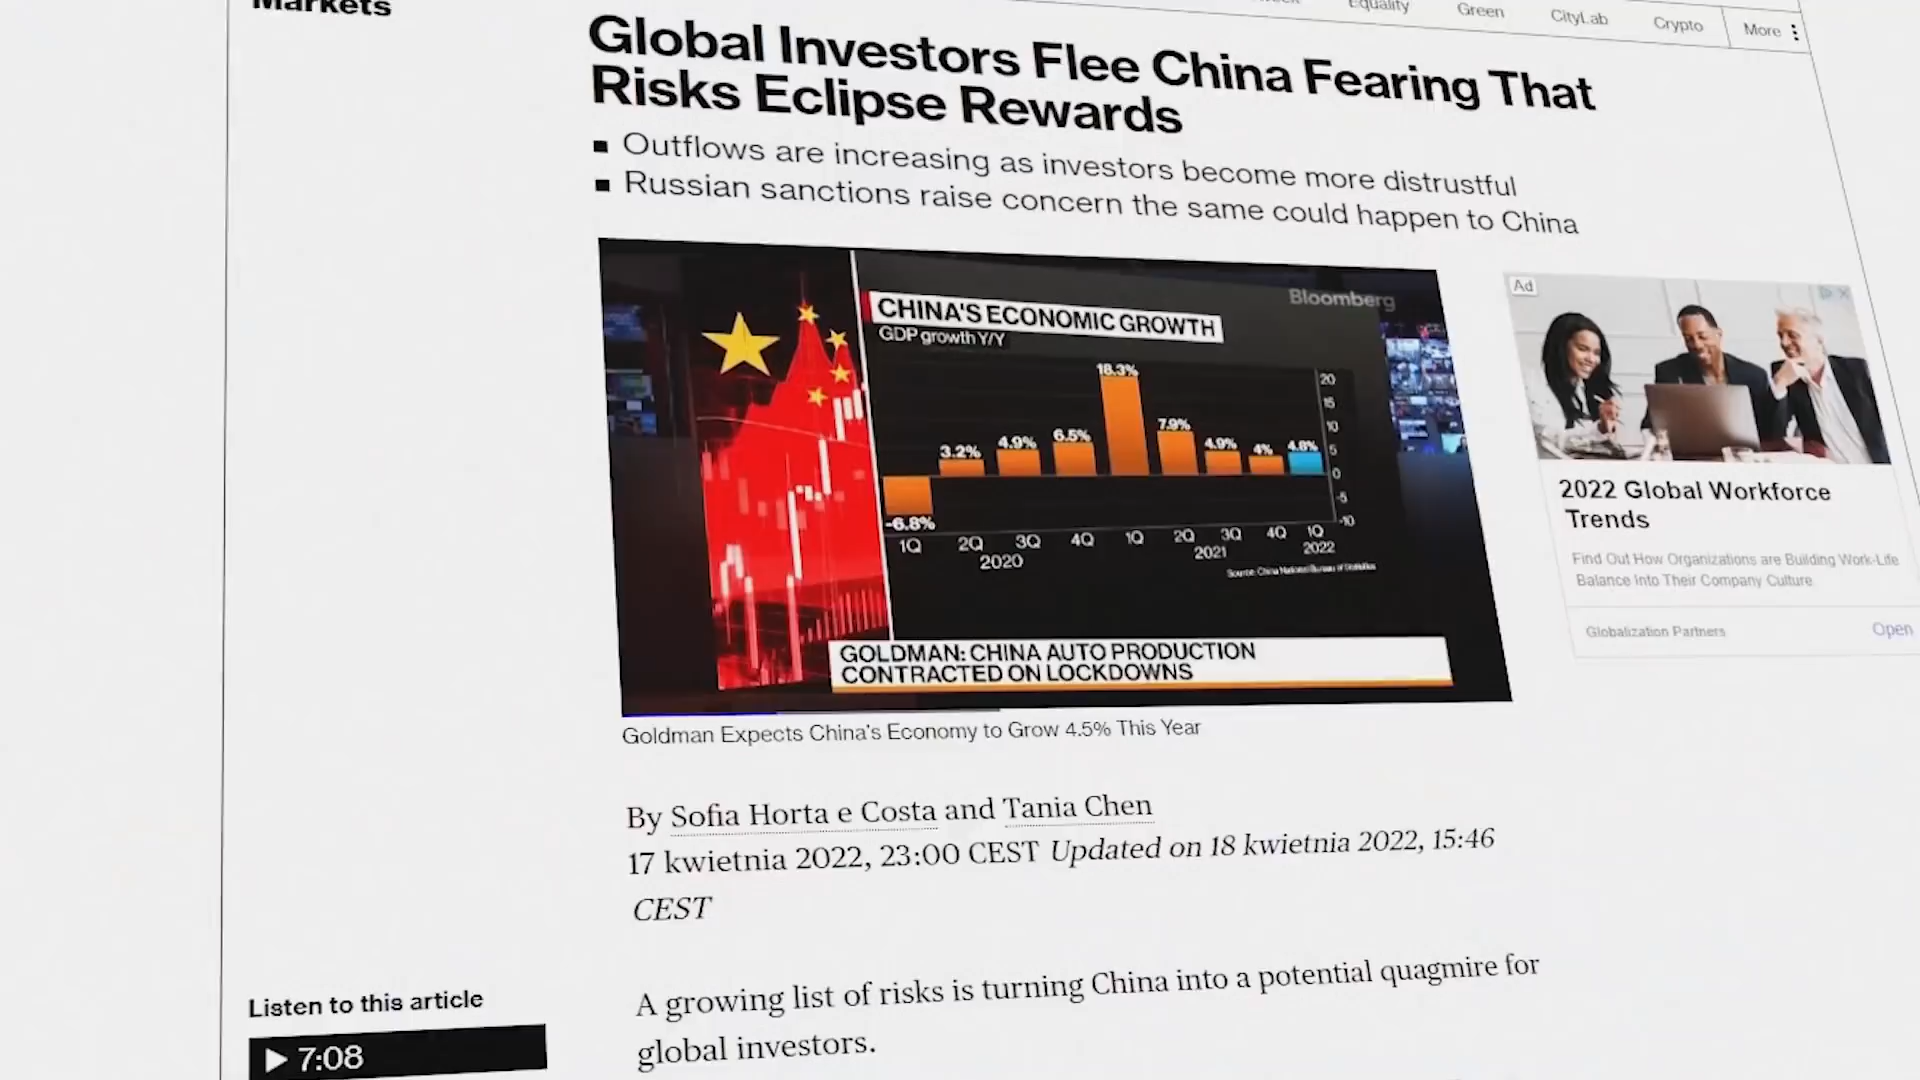 Markets
Equality
Green
CityLab
Crypto
More
Global Investors Flee China Fearing That
Risks Eclipse Rewards
Outflows are increasing as investors become more distrustful
Russian sanctions raise concern the same could happen to China
Bloomberg
CHINA'S ECONOMIC GROWTH
GDP growth Y/Y
-6.8%
3.2%
4.9%
6.5%
18.3%
7.9%
4.9%
4%
4.8%
20
15
10
5
0
-5
-10
1Q 2Q 3Q 4Q 1Q 2Q 3Q 4Q 1Q
2020 2021 2022
Source: China National Bureau of Statistics
GOLDMAN: CHINA AUTO PRODUCTION
CONTRACTED ON LOCKDOWNS
Goldman Expects China's Economy to Grow 4.5% This Year
Ad
2022 Global Workforce
Trends
Find Out How Organizations are Building Work-Life
Balance Into Their Company Culture.
Globalization Partners
Open
By Sofia Horta e Costa and Tania Chen
17 kwietnia 2022, 23:00 CEST Updated on 18 kwietnia 2022, 15:46
CEST
Listen to this article
7:08
A growing list of risks is turning China into a potential quagmire for
global investors.